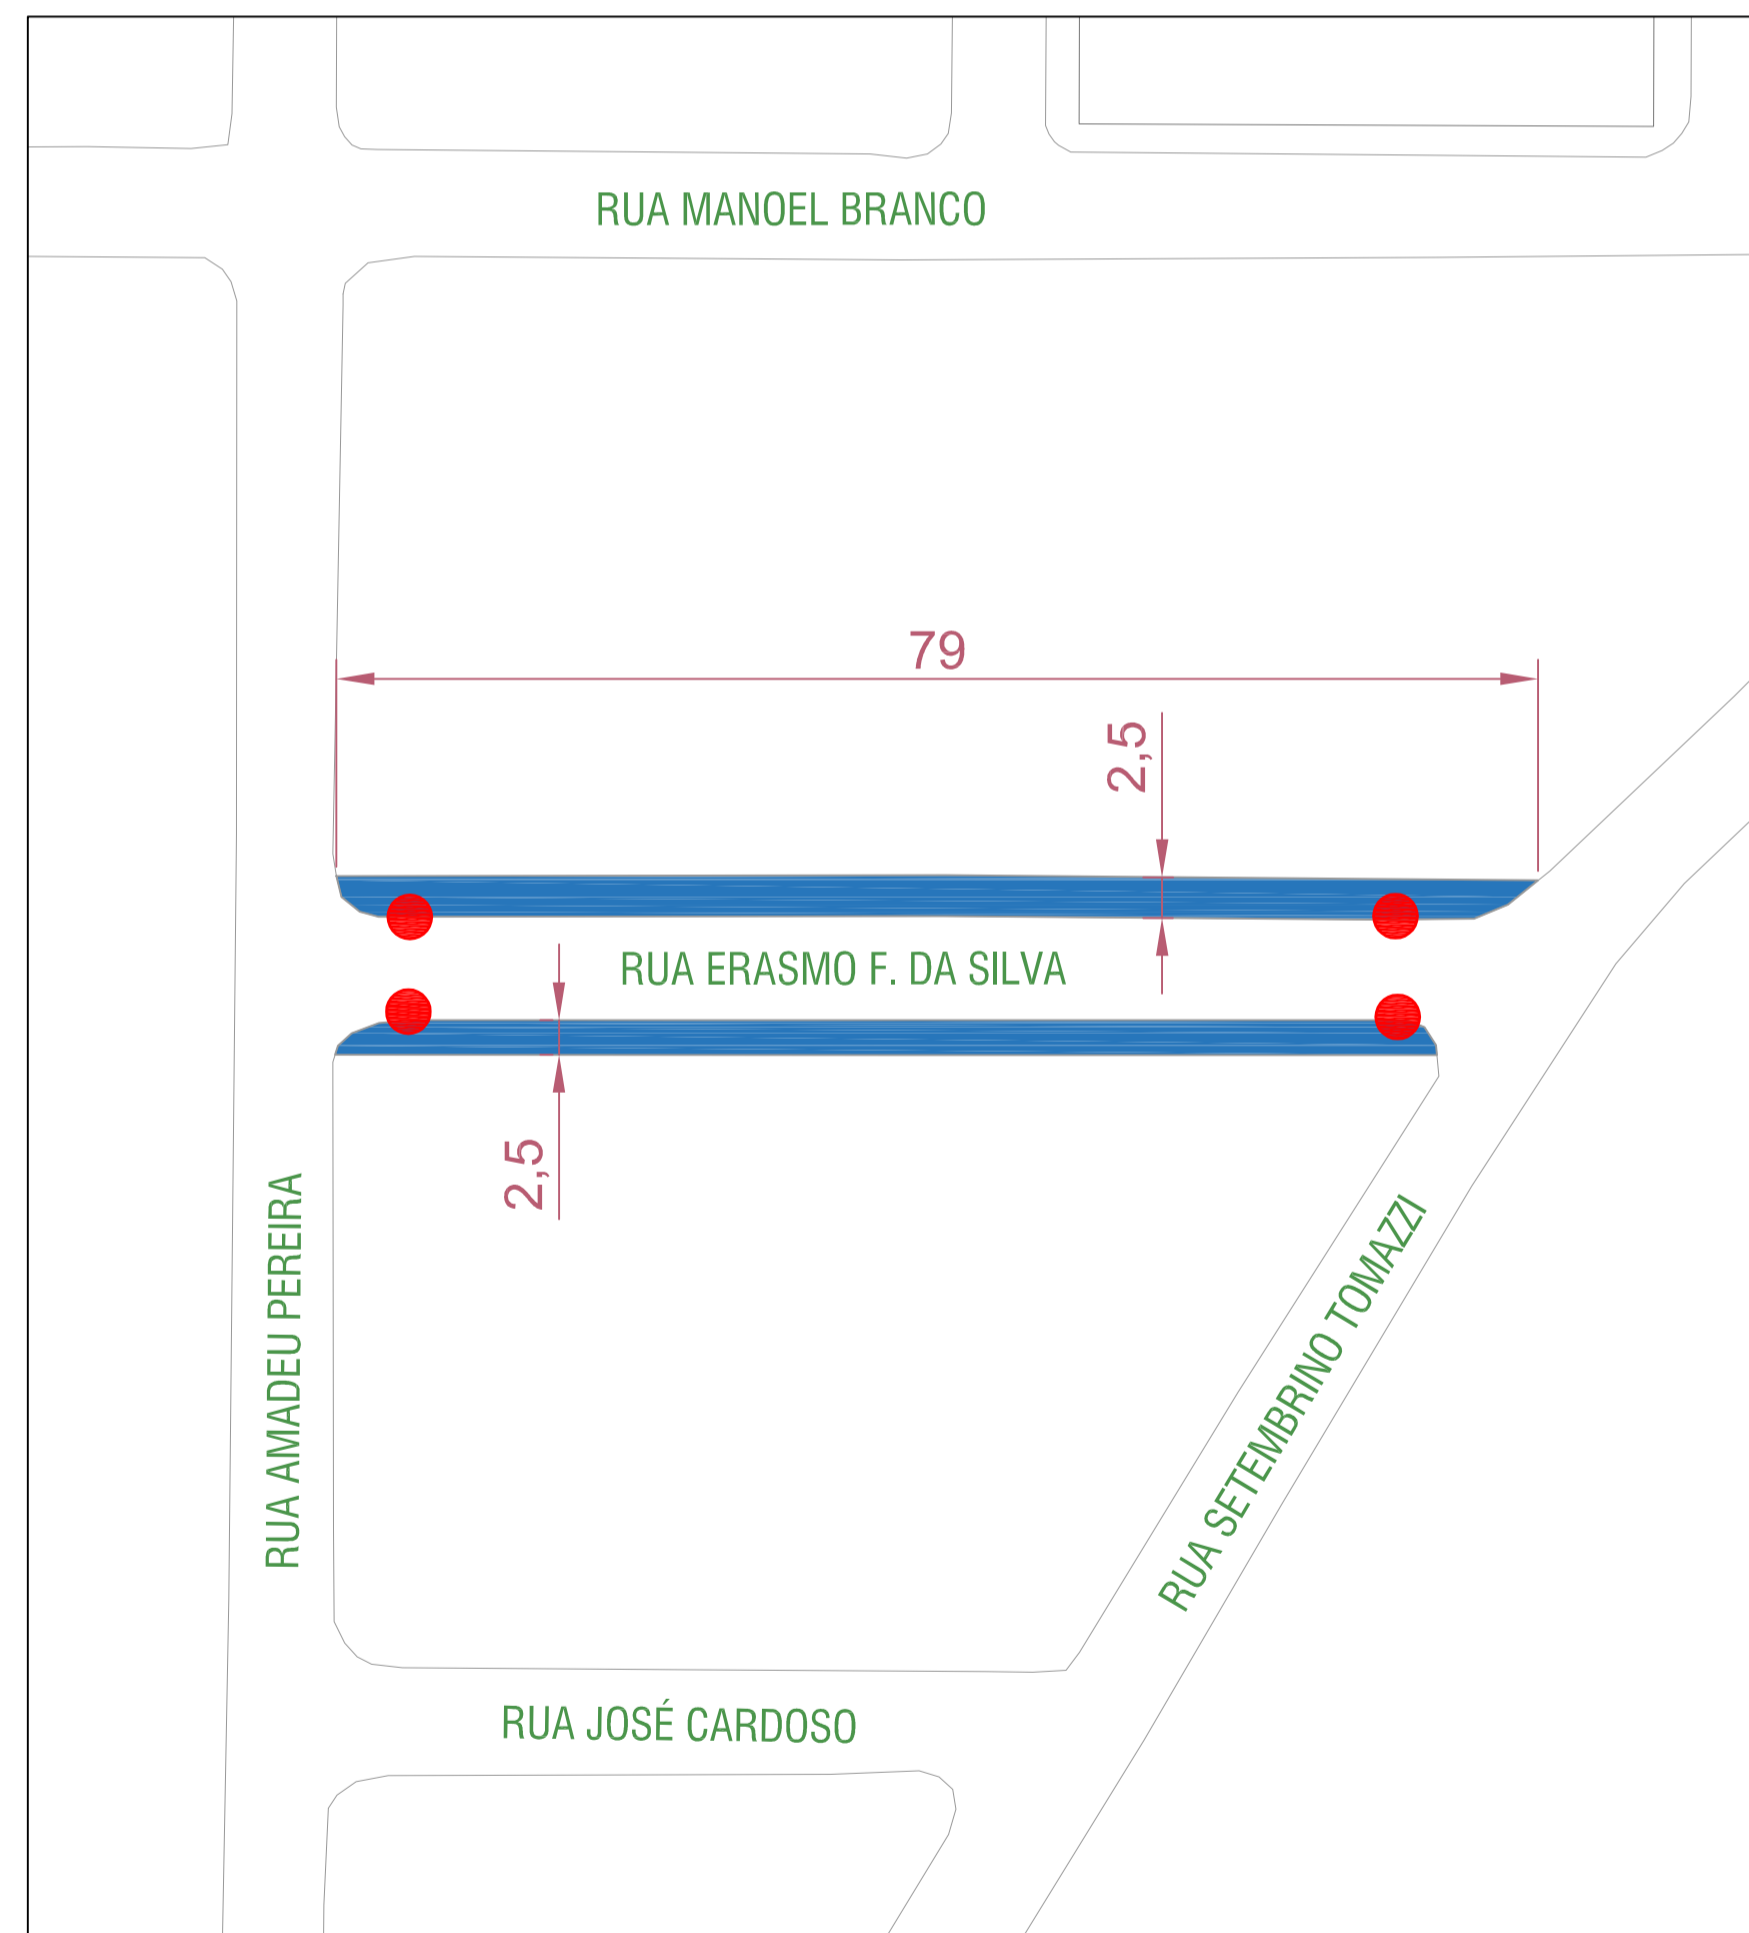 RUA MANOEL BRANCO
79
2,5
RUA ERASMO F. DA SILVA
2,5
RUA AMADEU PEREIRA
RUA SETEMBRINO TOMAZZI
RUA JOSÉ CARDOSO